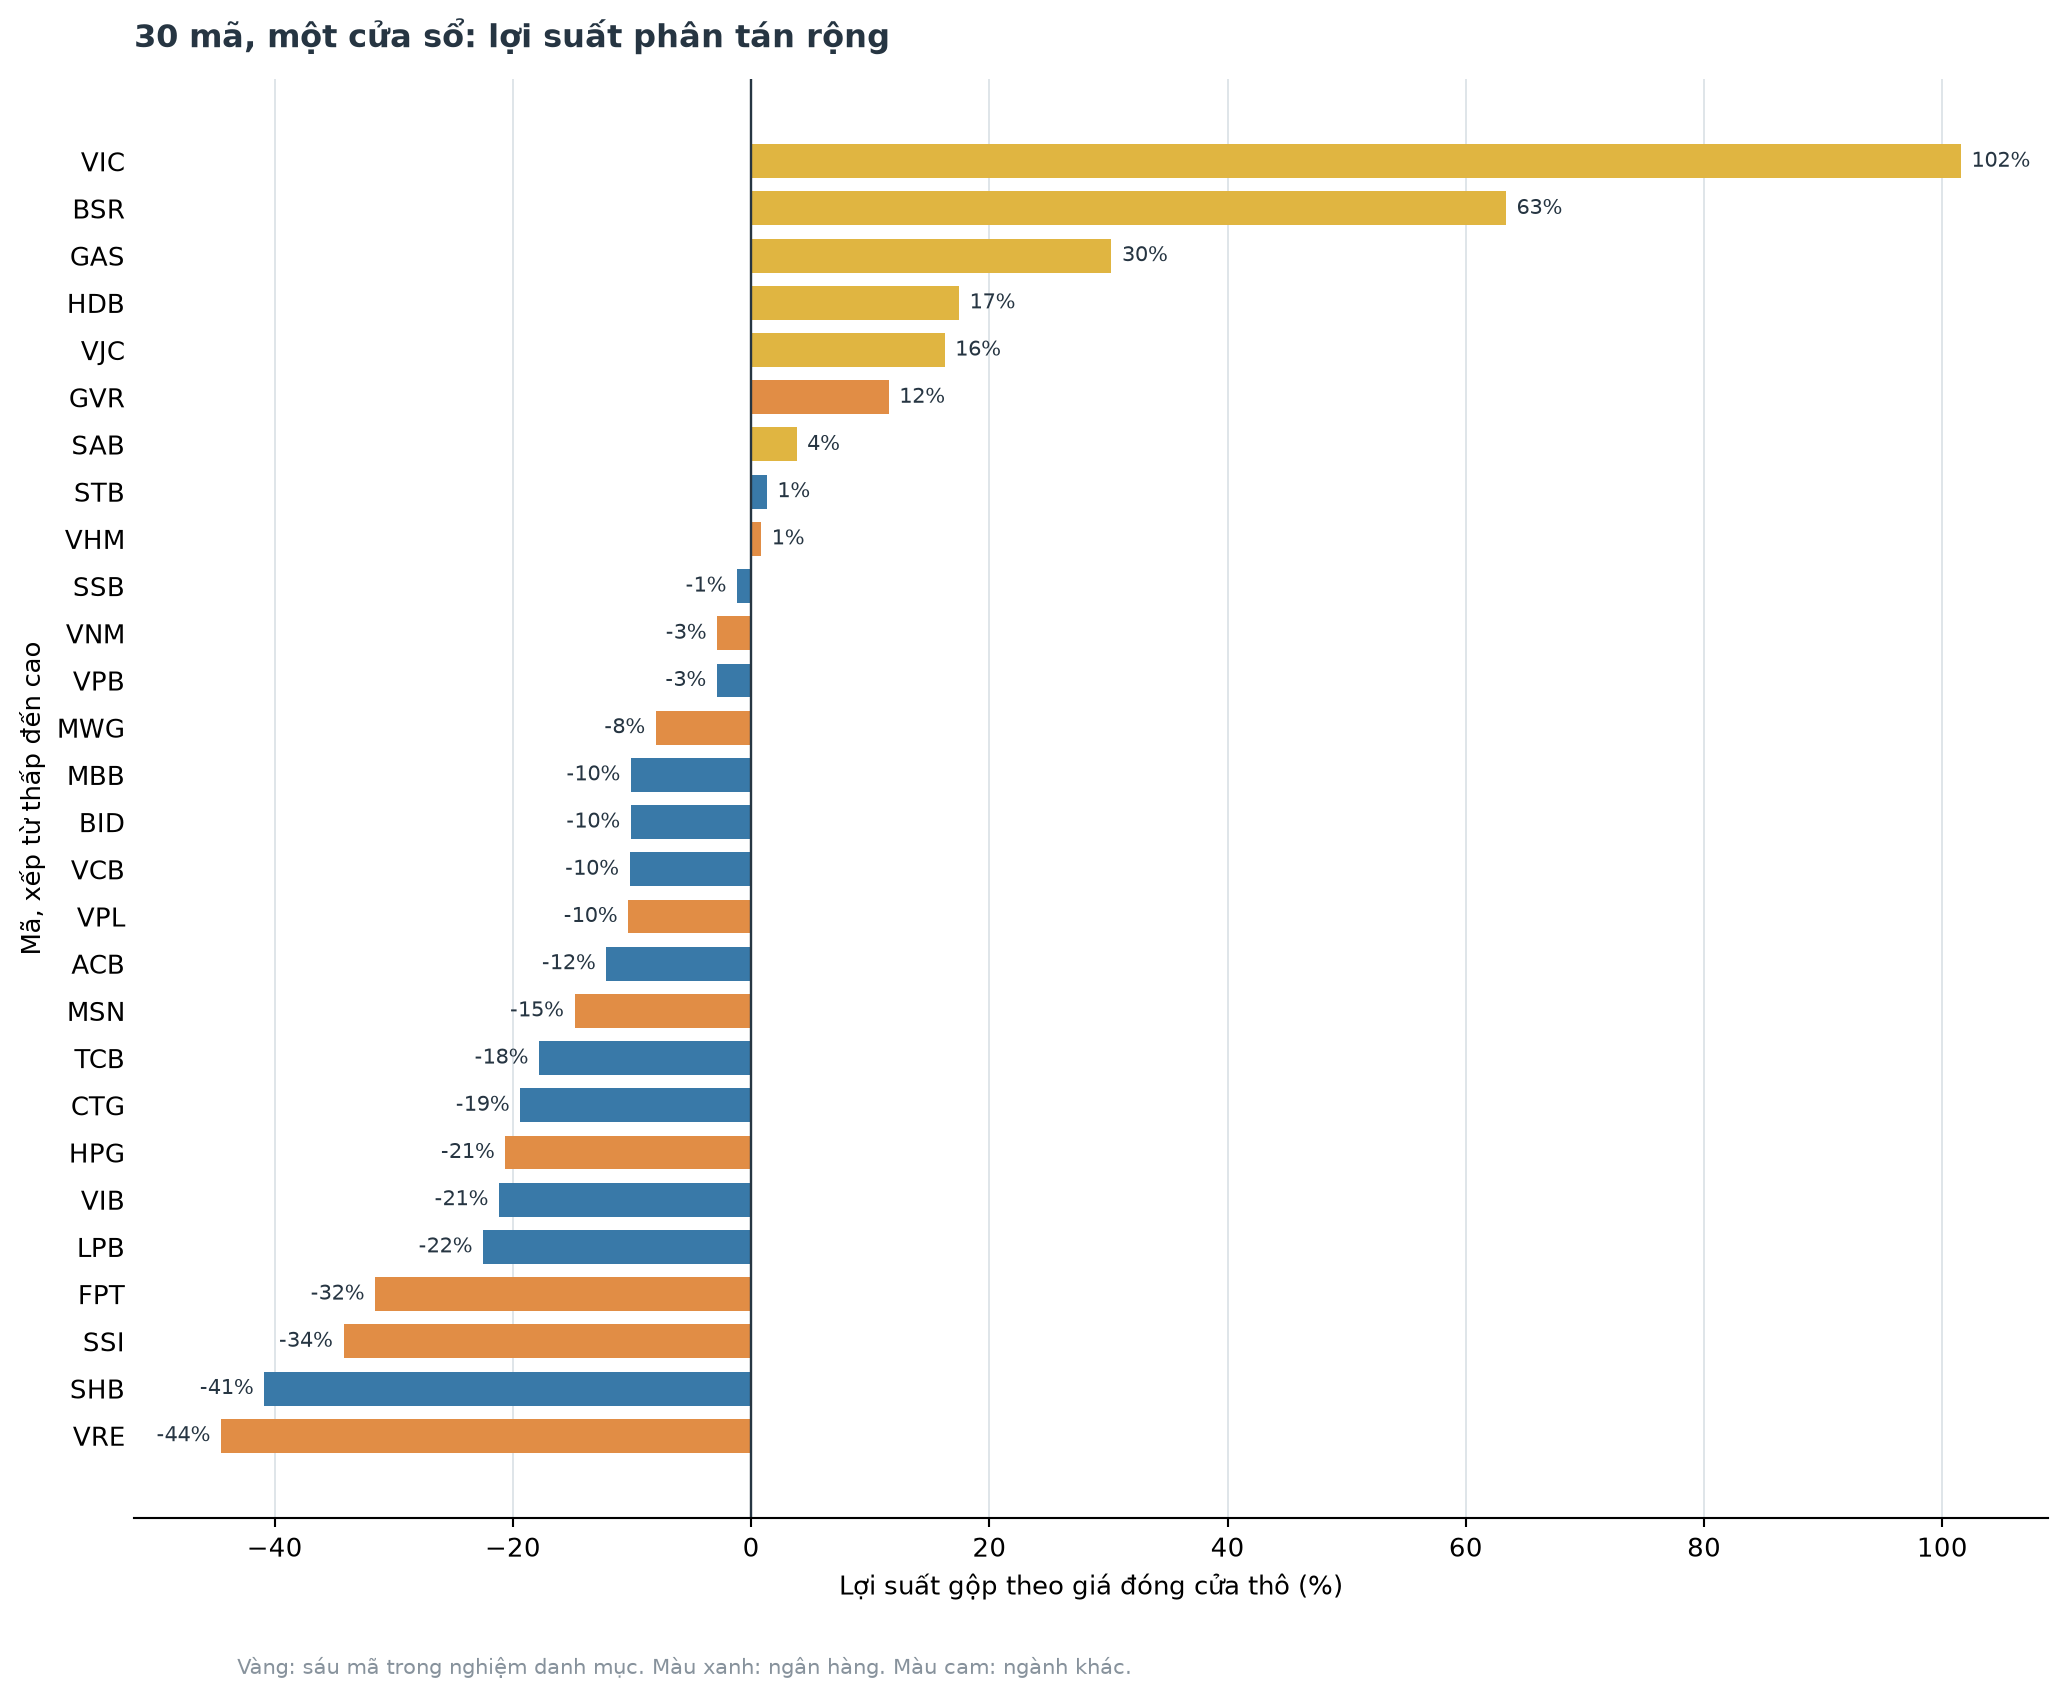 30 mã, một cửa sổ: lợi suất phân tán rộng
Mã, xếp từ thấp đến cao
VIC 102%
BSR 63%
GAS 30%
HDB 17%
VJC 16%
GVR 12%
SAB 4%
STB 1%
VHM 1%
SSB -1%
VNM -3%
VPB -3%
MWG -8%
MBB -10%
BID -10%
VCB -10%
VPL -10%
ACB -12%
MSN -15%
TCB -18%
CTG -19%
HPG -21%
VIB -21%
LPB -22%
FPT -32%
SSI -34%
SHB -41%
VRE -44%
−40 −20 0 20 40 60 80 100
Lợi suất gộp theo giá đóng cửa thô (%)
Vàng: sáu mã trong nghiệm danh mục. Màu xanh: ngân hàng. Màu cam: ngành khác.